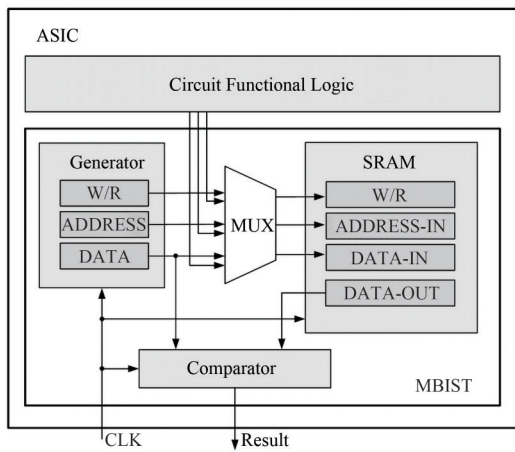 ASIC
Circuit Functional Logic
Generator
SRAM
W/R
W/R
ADDRESS
MUX
ADDRESS-IN
DATA
DATA-IN
DATA-OUT
Comparator
MBIST
CLK
Result